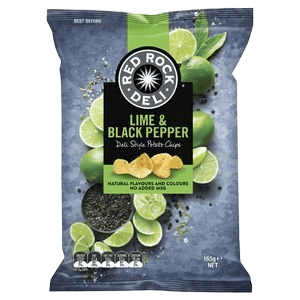 BEST BEFORE
RED ROCK
DELI
LIME &
BLACK PEPPER
Deli Style Potato Chips
NATURAL FLAVOURS AND COLOURS
NO ADDED MSG
165g
NET